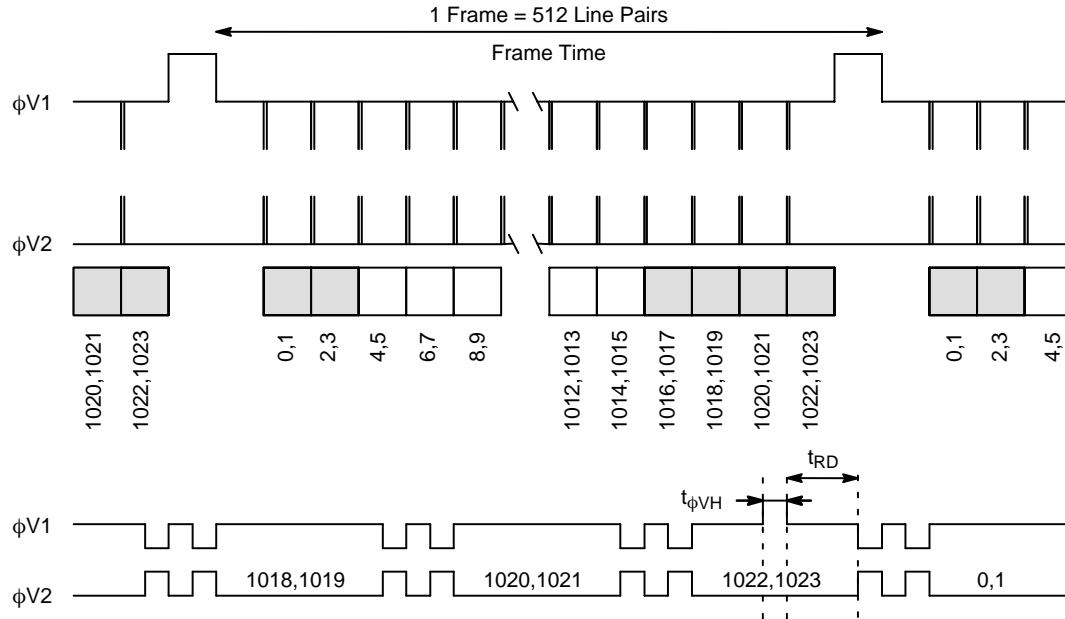 1 Frame = 512 Line Pairs
Frame Time
ϕV1
ϕV2
1020,1021
1022,1023
0,1
2,3
4,5
6,7
8,9
1012,1013
1014,1015
1016,1017
1018,1019
1020,1021
1022,1023
0,1
2,3
4,5
tRD
tϕVH
ϕV1
ϕV2
1018,1019
1020,1021
1022,1023
0,1